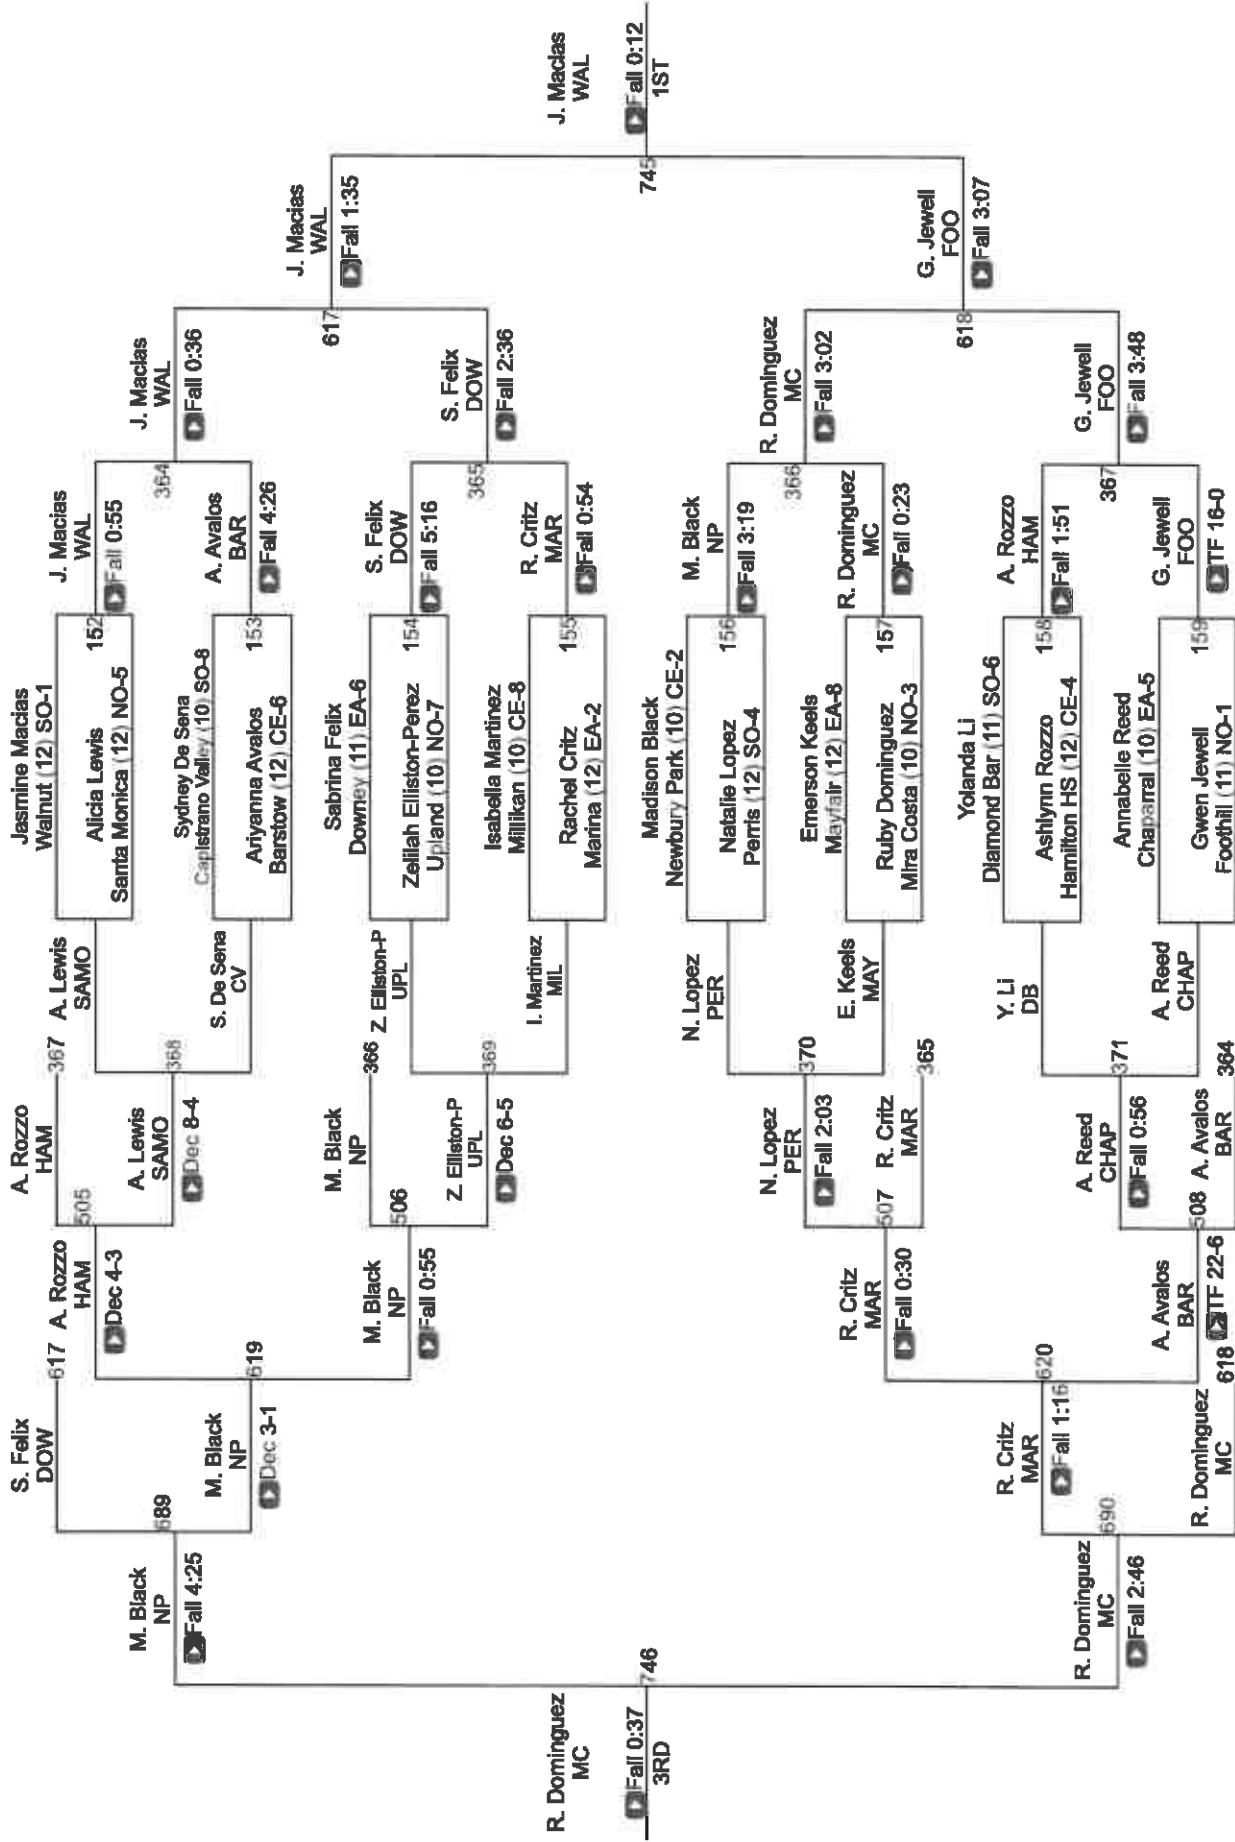 Jasmine Macias
Walnut (12) SO-1
152
Alicia Lewis
Santa Monica (12) NO-5
Sydney De Sena
Capistrano Valley (10) SO-8
153
Ariyanna Avalos
Barstow (12) CE-6
Sabrina Felix
Downey (11) EA-6
154
Zelilah Elliston-Perez
Upland (10) NO-7
Isabella Martinez
Millikan (10) CE-8
155
Rachel Critz
Marina (12) EA-2
Madison Black
Newbury Park (10) CE-2
156
Natalie Lopez
Perris (12) SO-4
Emerson Keels
Mayfair (12) EA-8
157
Ruby Dominguez
Mira Costa (10) NO-3
Yolanda Li
Diamond Bar (11) SO-6
158
Ashlynn Rozzo
Hamilton HS (12) CE-4
Annabelle Reed
Chaparral (10) EA-5
159
Gwen Jewell
Foothill (11) NO-1
J. Macias
WAL
Fall 0:55
364
A. Avalos
BAR
Fall 4:26
S. Felix
DOW
Fall 5:16
365
R. Critz
MAR
Fall 0:54
M. Black
NP
Fall 3:19
366
R. Dominguez
MC
Fall 0:23
A. Rozzo
HAM
Fall 1:51
367
G. Jewell
FOO
TF 16-0
J. Macias
WAL
Fall 0:36
617
S. Felix
DOW
Fall 2:36
R. Dominguez
MC
Fall 3:02
618
G. Jewell
FOO
Fall 3:48
J. Macias
WAL
Fall 1:35
745
G. Jewell
FOO
Fall 3:07
J. Macias
WAL
Fall 0:12
1ST
A. Lewis
SAMO
368
S. De Sena
CV
Z. Elliston-P
UPL
369
I. Martinez
MIL
N. Lopez
PER
370
E. Keels
MAY
Y. Li
DB
371
A. Reed
CHAP
A. Rozzo
HAM
367
505
A. Lewis
SAMO
Dec 8-4
M. Black
NP
366
506
Z. Elliston-P
UPL
Dec 6-5
N. Lopez
PER
Fall 2:03
507
R. Critz
MAR
365
A. Reed
CHAP
Fall 0:56
508
A. Avalos
BAR
364
S. Felix
DOW
617
A. Rozzo
HAM
Dec 4-3
619
M. Black
NP
Fall 0:55
R. Critz
MAR
Fall 0:30
620
A. Avalos
BAR
TF 22-6
689
M. Black
NP
Dec 3-1
R. Critz
MAR
Fall 1:16
690
R. Dominguez
MC
618
M. Black
NP
Fall 4:25
746
R. Dominguez
MC
Fall 2:46
R. Dominguez
MC
Fall 0:37
3RD